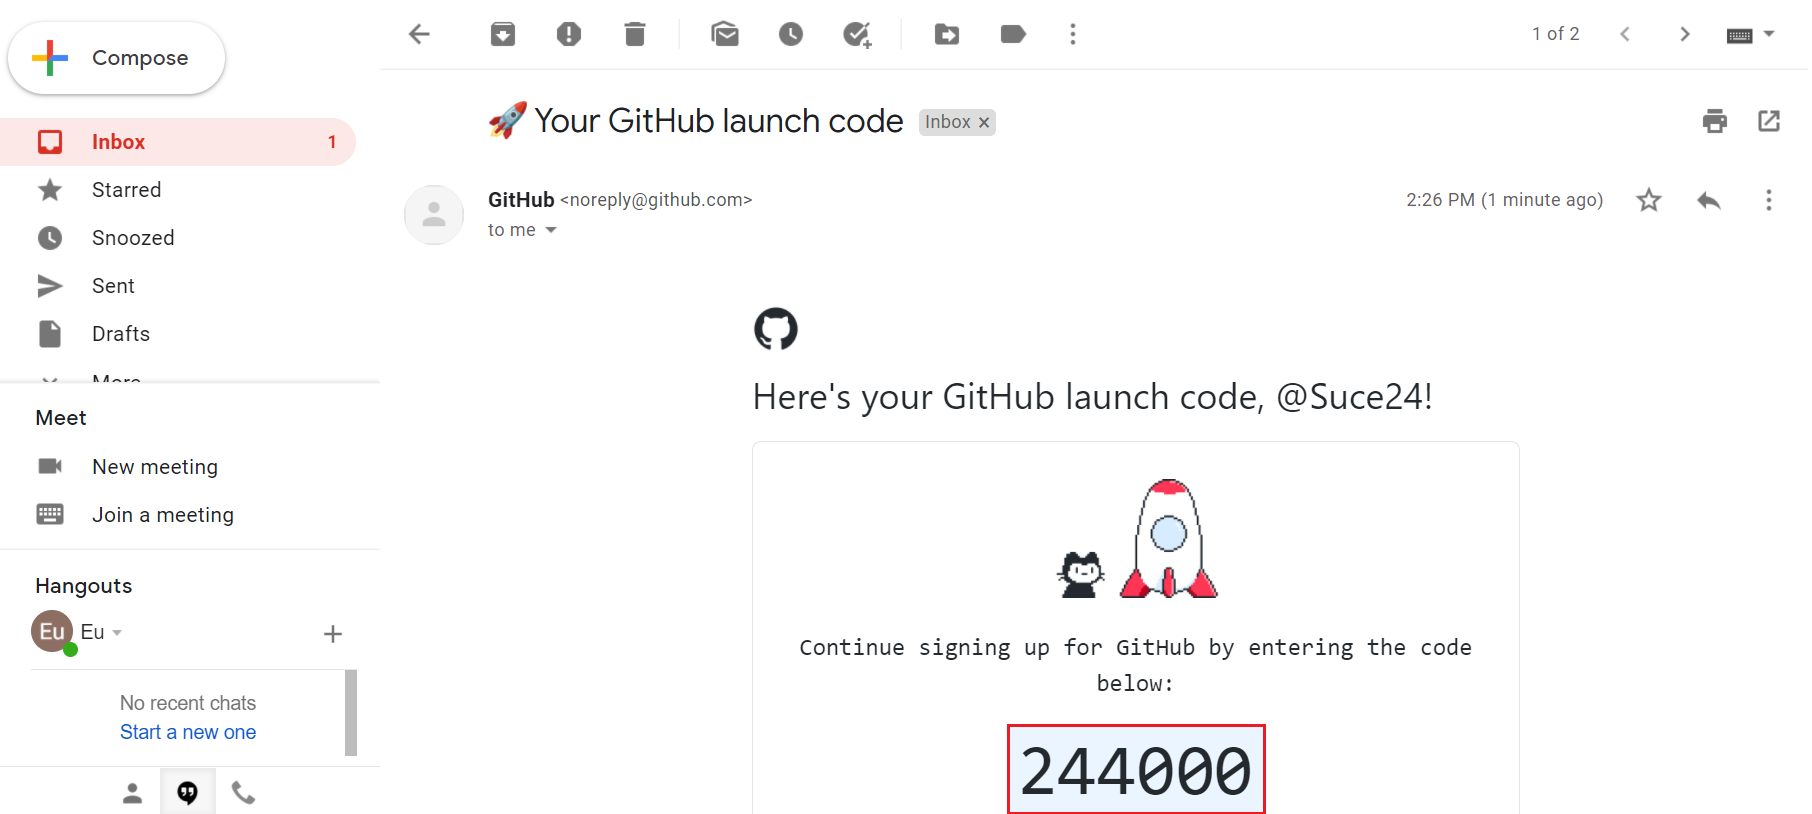 Compose
Inbox 1
Starred
Snoozed
Sent
Drafts
More
Meet
New meeting
Join a meeting
Hangouts
Eu Eu
No recent chats
Start a new one
1 of 2
Your GitHub launch code Inbox ×
GitHub <noreply@github.com> 2:26 PM (1 minute ago)
to me
Here's your GitHub launch code, @Suce24!
Continue signing up for GitHub by entering the code
below:
244000